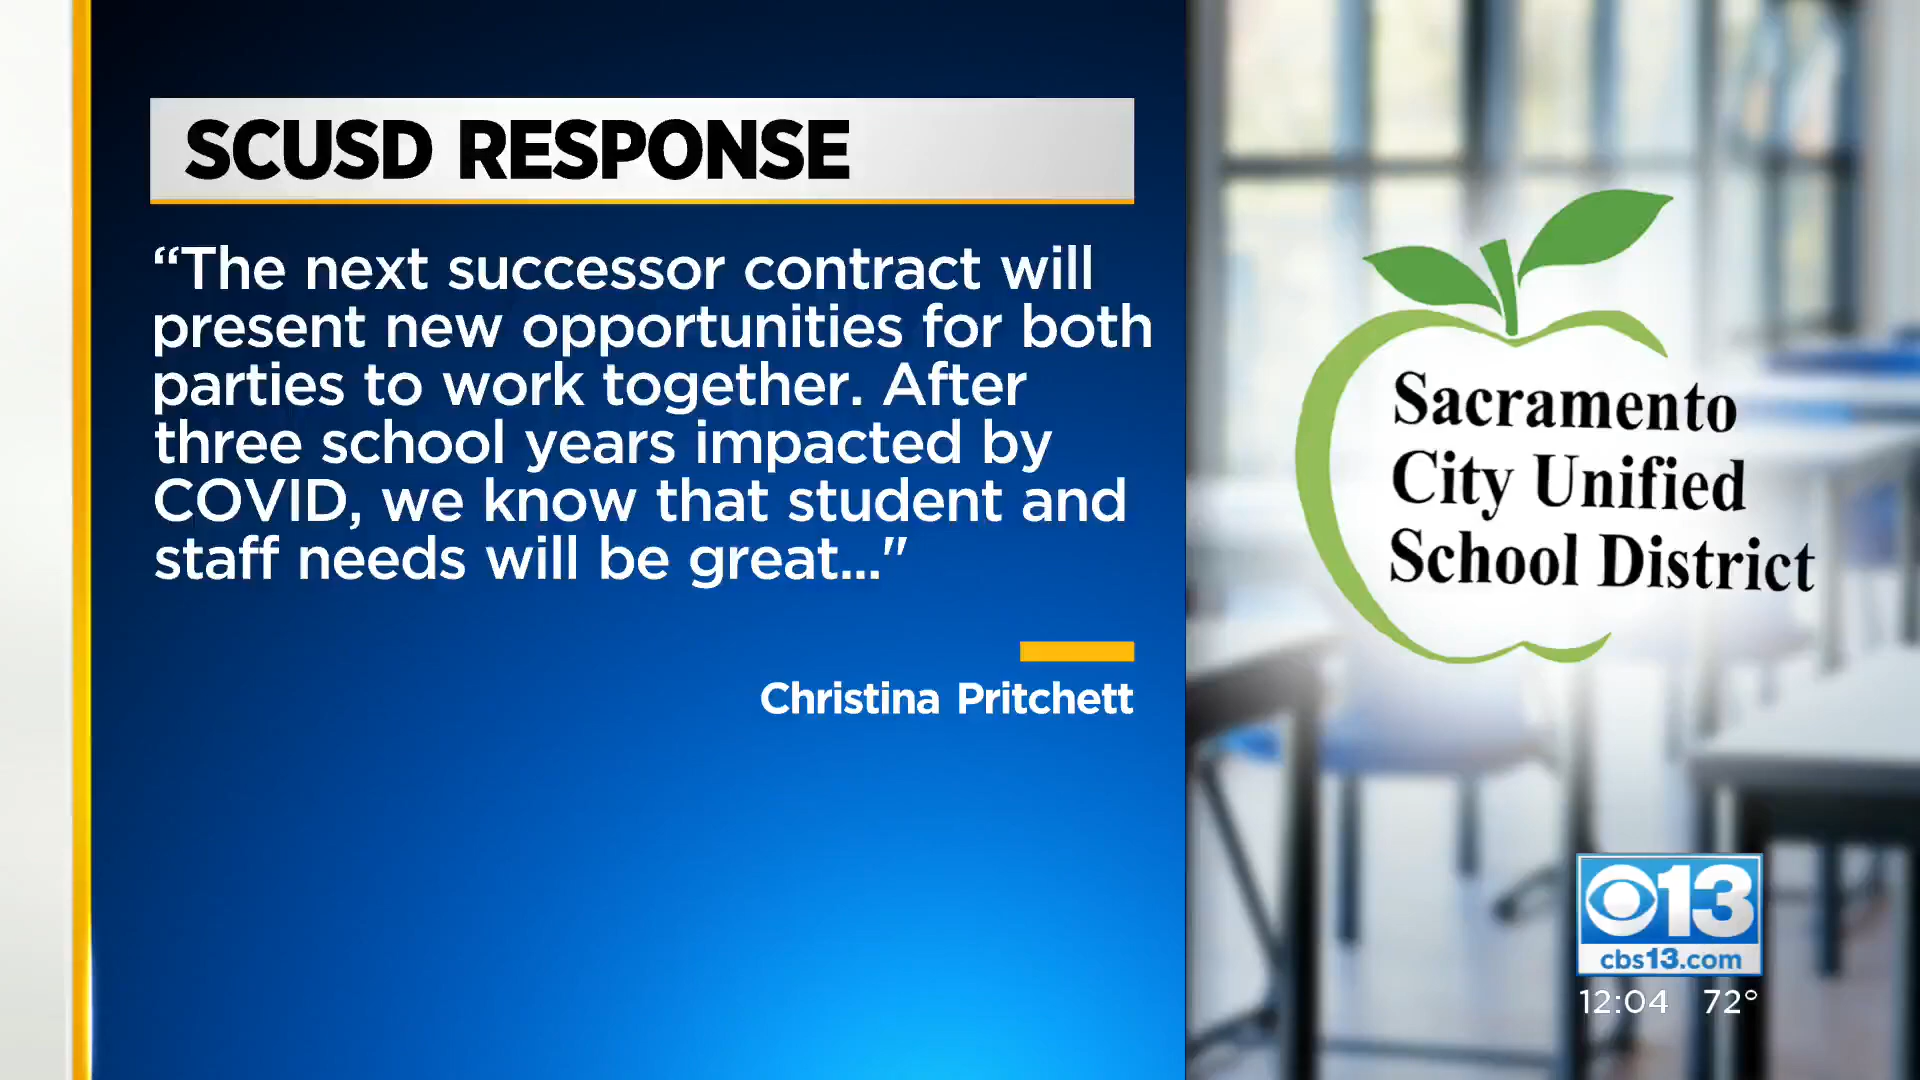 SCUSD RESPONSE
“The next successor contract will
present new opportunities for both
parties to work together. After
three school years impacted by
COVID, we know that student and
staff needs will be great..."
Christina Pritchett
Sacramento
City Unified
School District
13
cbs13.com
12:04 72°